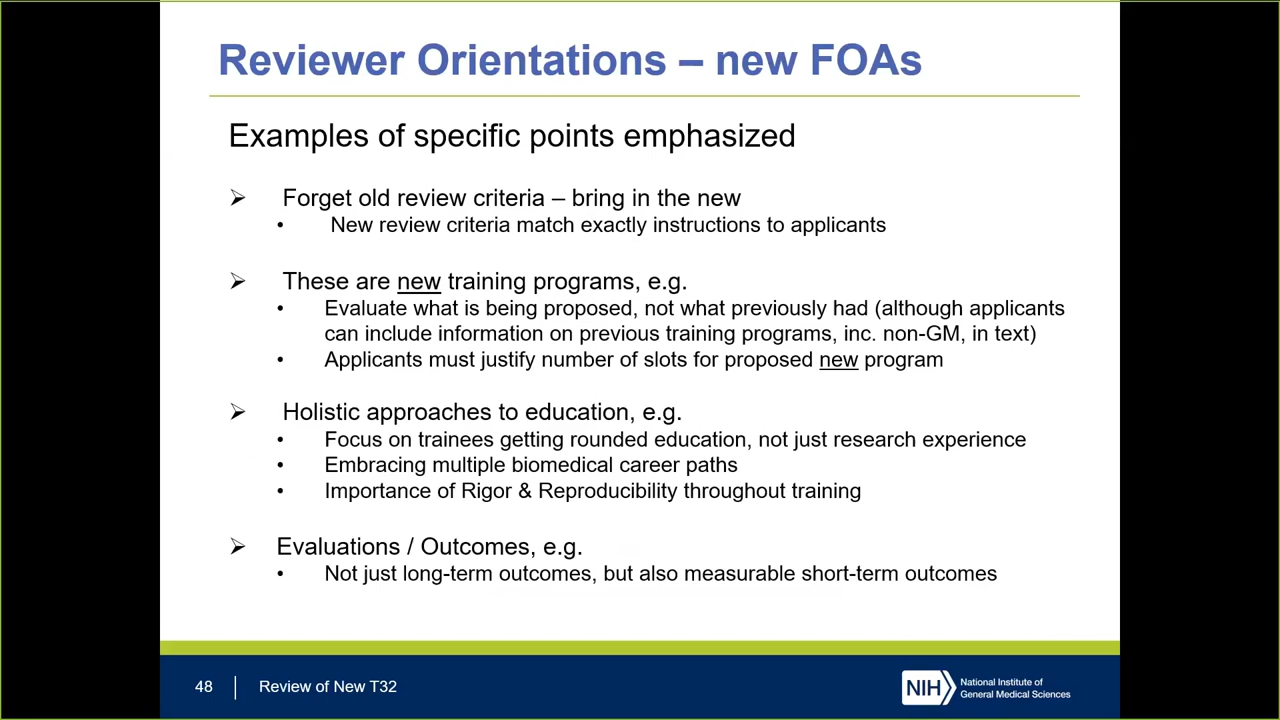 Reviewer Orientations – new FOAs
Examples of specific points emphasized
➢ Forget old review criteria – bring in the new
• New review criteria match exactly instructions to applicants
➢ These are new training programs, e.g.
• Evaluate what is being proposed, not what previously had (although applicants
can include information on previous training programs, inc. non-GM, in text)
• Applicants must justify number of slots for proposed new program
➢ Holistic approaches to education, e.g.
• Focus on trainees getting rounded education, not just research experience
• Embracing multiple biomedical career paths
• Importance of Rigor & Reproducibility throughout training
➢ Evaluations / Outcomes, e.g.
• Not just long-term outcomes, but also measurable short-term outcomes
48 | Review of New T32
NIH National Institute of
General Medical Sciences